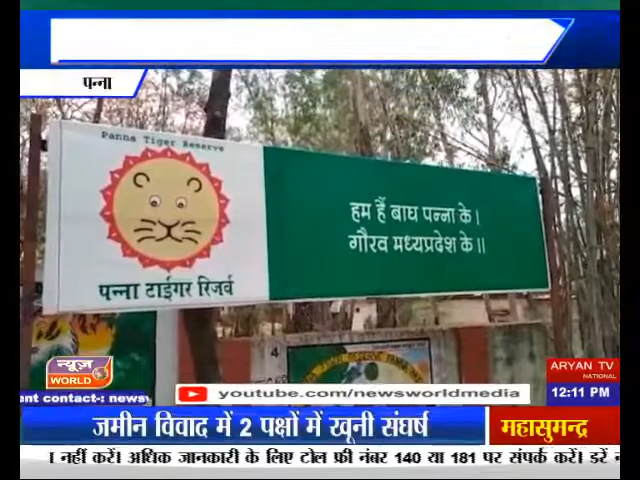 पन्ना
Panna Tiger Reserve
हम हैं बाघ पन्ना के।
गौरव मध्यप्रदेश के॥
पन्ना टाईगर रिजर्व
4
न्यूज़
WORLD
ARYAN TV
NATIONAL
ent contact:- news
youtube.com/newsworldmedia
12:11 PM
जमीन विवाद में 2 पक्षों में खूनी संघर्ष
महासुमन्द्र
। नहीं करें। अधिक जानकारी के लिए टोल फ्री नंबर 140 या 181 पर संपर्क करें। डरें